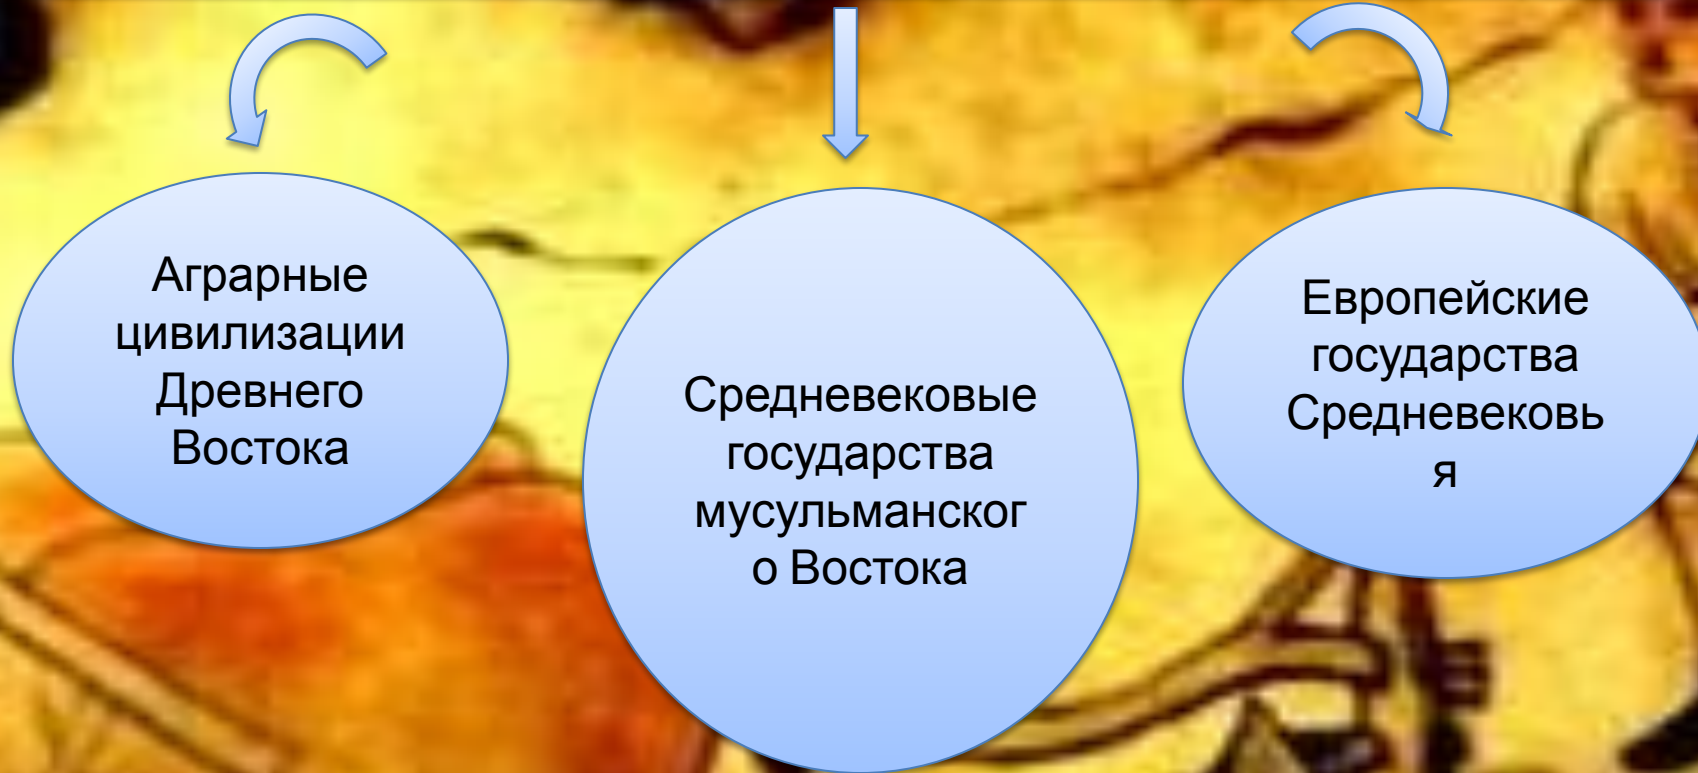 Аграрные
цивилизации
Древнего
Востока
Средневековые
государства
мусульманског
о Востока
Европейские
государства
Средневековь
я